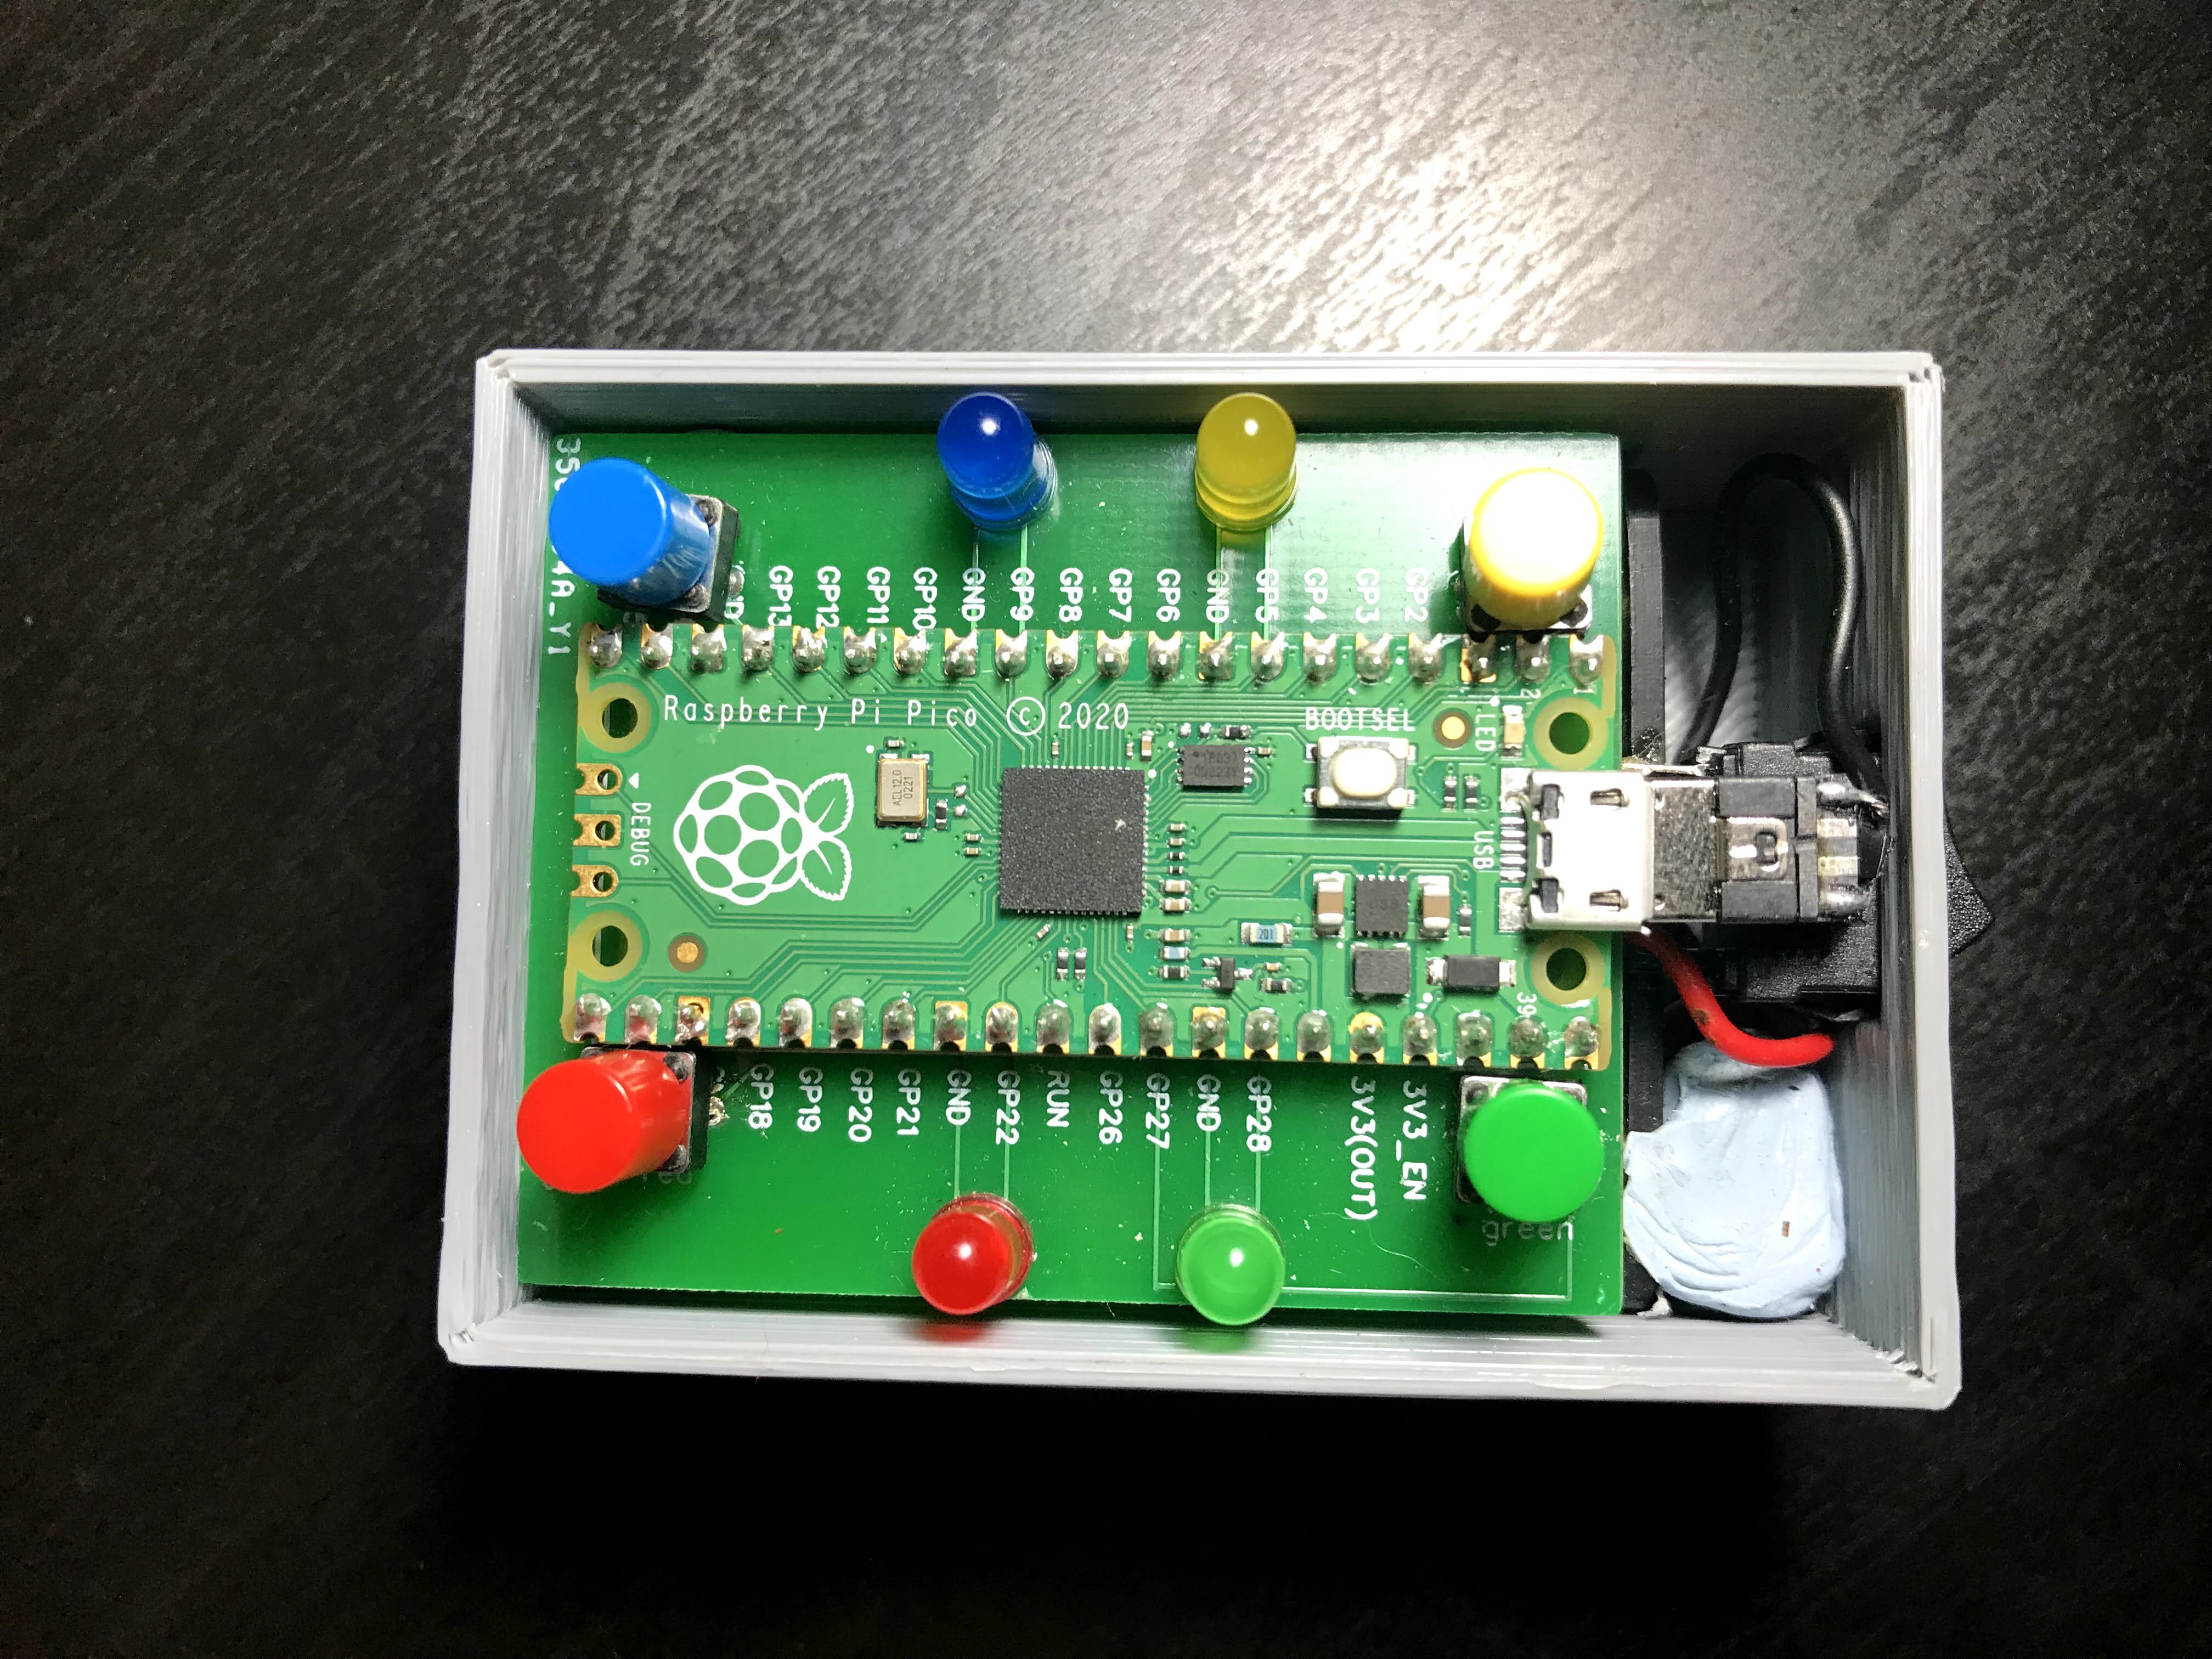 DEBUG
Raspberry Pi Pico © 2020
AEL12.0
0221
GP18
GP19
GP20
GP21
GND
GP22
RUN
GP26
GP27
GND
GP28
3V3(OUT)
3V3_EN
green
GP13
GP12
GP11
GP10
GND
GP9
GP8
GP7
GP6
GND
GP5
GP4
GP3
GP2
BOOTSEL
LED
USB
39
2
1